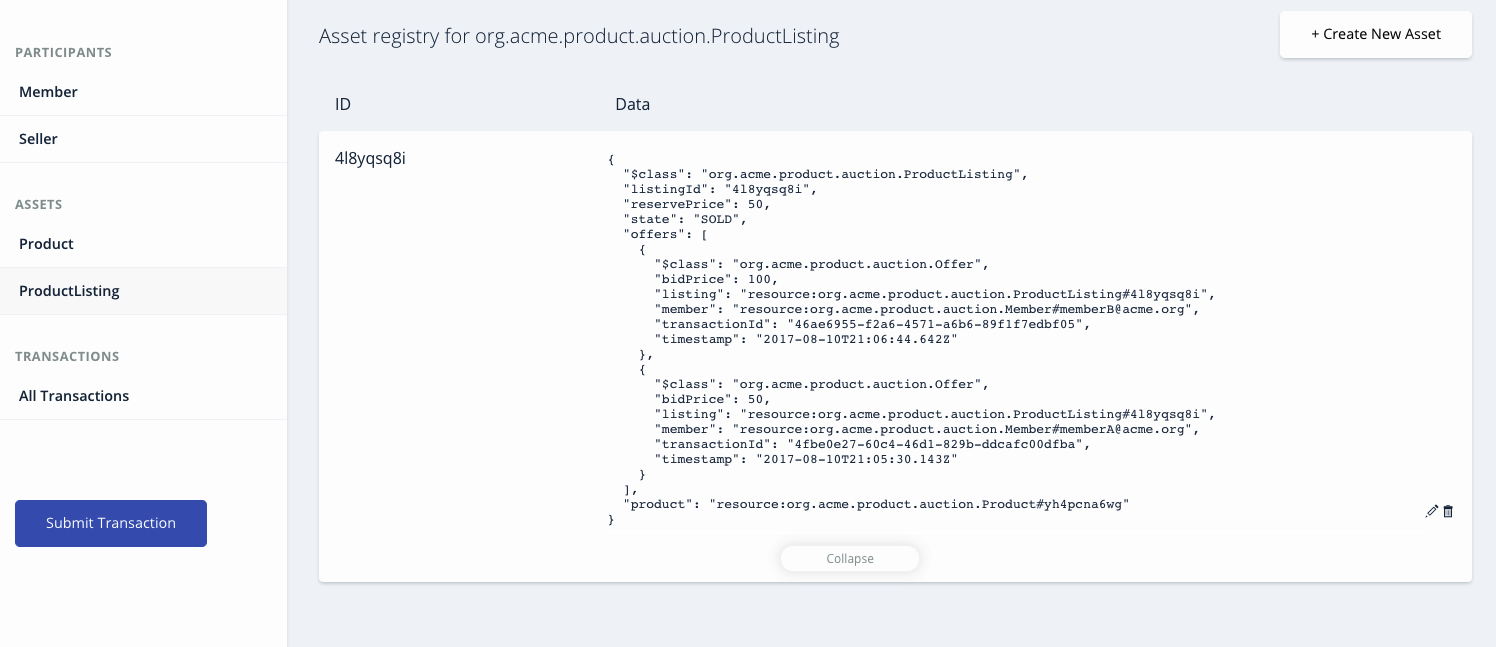 PARTICIPANTS
Member
Seller
ASSETS
Product
ProductListing
TRANSACTIONS
All Transactions
Submit Transaction
Asset registry for org.acme.product.auction.ProductListing
+ Create New Asset
ID Data
4l8yqsq8i
{
  "$class": "org.acme.product.auction.ProductListing",
  "listingId": "4l8yqsq8i",
  "reservePrice": 50,
  "state": "SOLD",
  "offers": [
    {
      "$class": "org.acme.product.auction.Offer",
      "bidPrice": 100,
      "listing": "resource:org.acme.product.auction.ProductListing#4l8yqsq8i",
      "member": "resource:org.acme.product.auction.Member#memberB@acme.org",
      "transactionId": "46ae6955-f2a6-4571-a6b6-89f1f7edbf05",
      "timestamp": "2017-08-10T21:06:44.642Z"
    },
    {
      "$class": "org.acme.product.auction.Offer",
      "bidPrice": 50,
      "listing": "resource:org.acme.product.auction.ProductListing#4l8yqsq8i",
      "member": "resource:org.acme.product.auction.Member#memberA@acme.org",
      "transactionId": "4fbe0e27-60c4-46d1-829b-ddcafc00dfba",
      "timestamp": "2017-08-10T21:05:30.143Z"
    }
  ],
  "product": "resource:org.acme.product.auction.Product#yh4pcna6wg"
}
Collapse